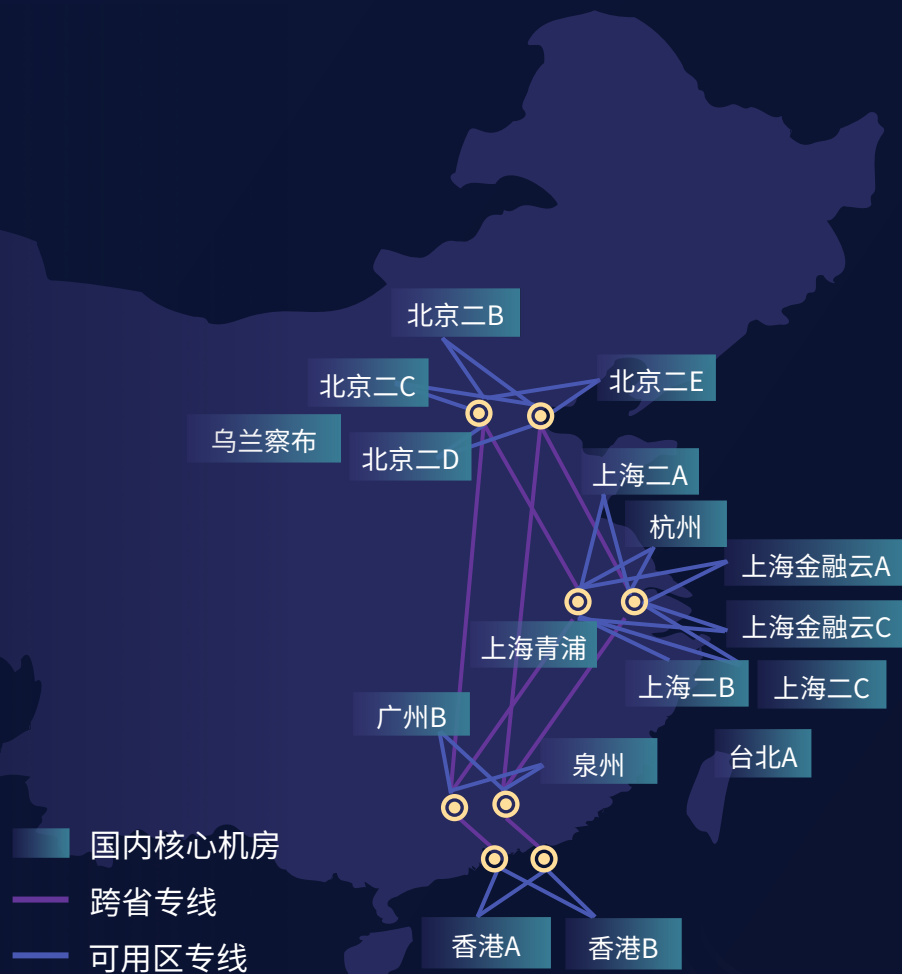 北京二B
北京二C
北京二E
乌兰察布
北京二D
上海二A
杭州
上海金融云A
上海金融云C
上海青浦
上海二B
上海二C
广州B
泉州
台北A
国内核心机房
跨省专线
可用区专线
香港A
香港B